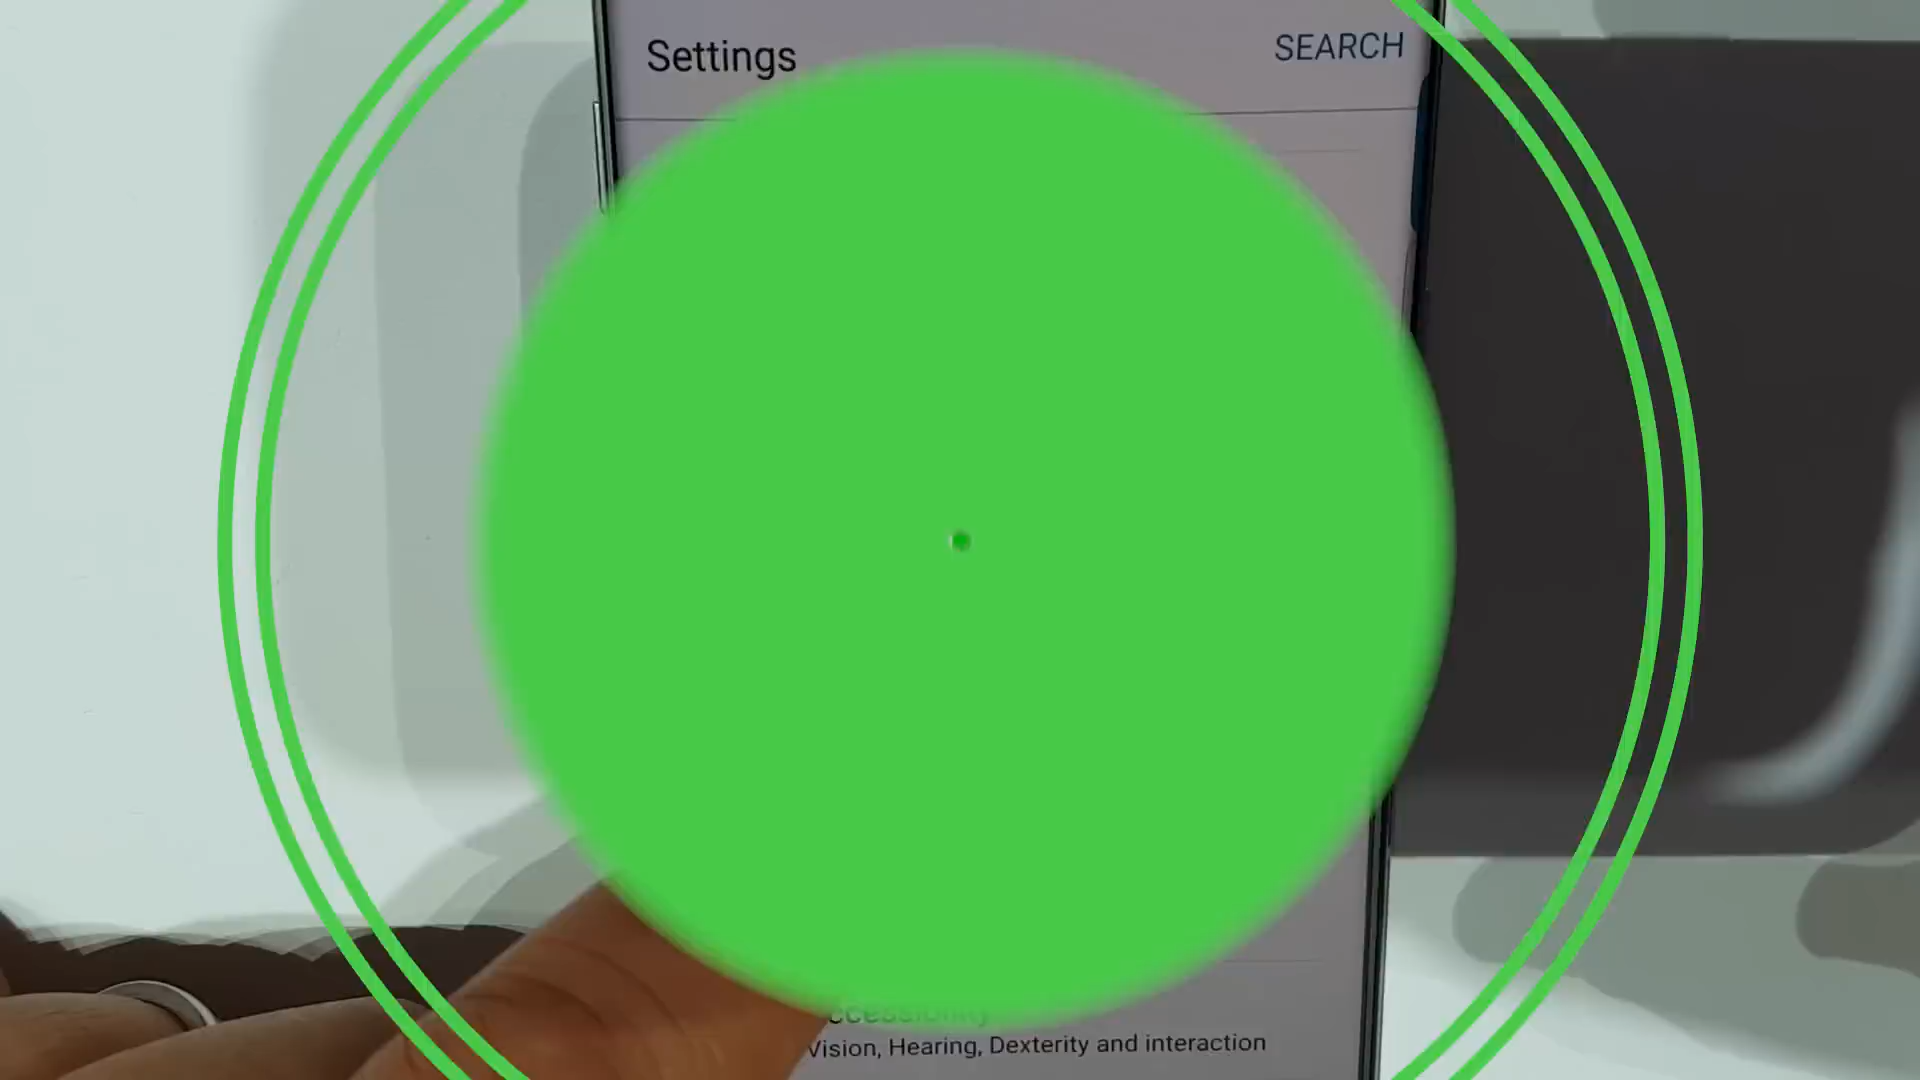 Settings
SEARCH
Vision, Hearing, Dexterity and interaction